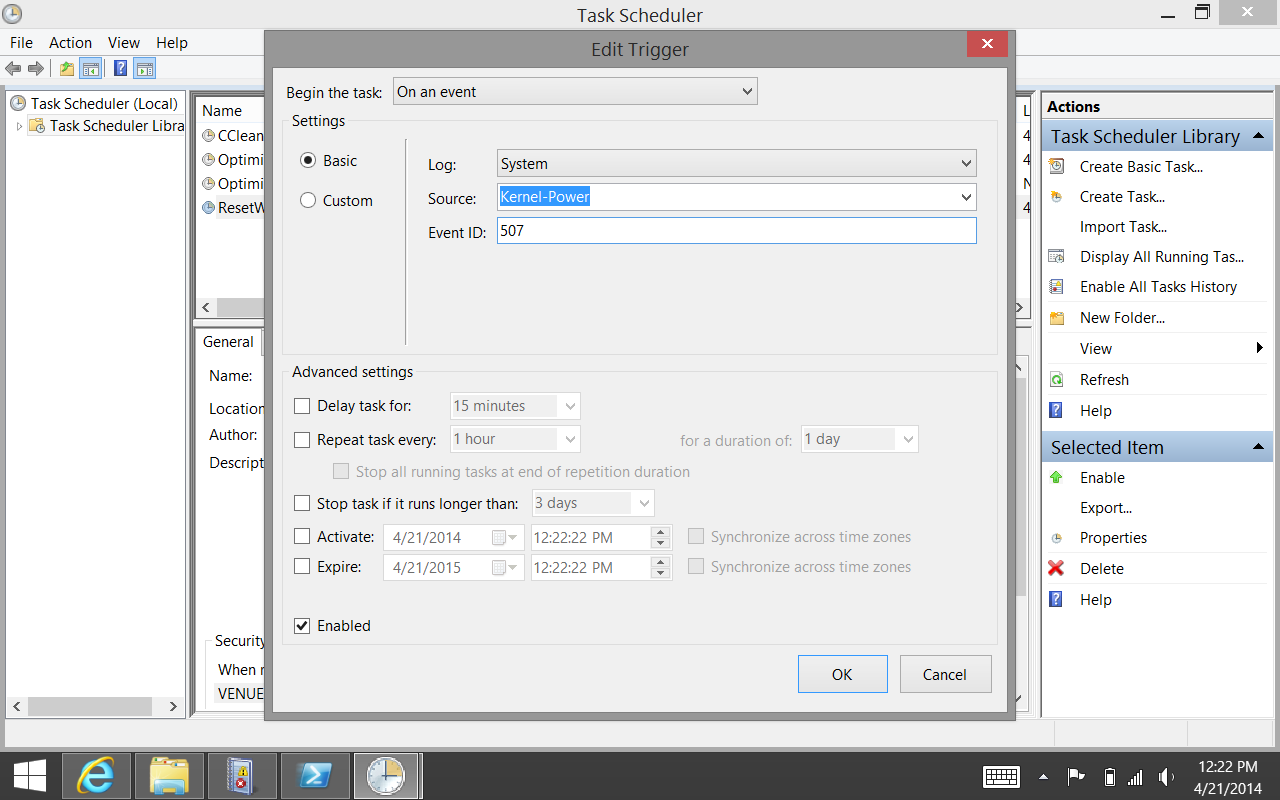 Task Scheduler
File Action View Help
Edit Trigger
Begin the task: On an event
Settings
Basic
Custom
Log: System
Source: Kernel-Power
Event ID: 507
Advanced settings
Delay task for: 15 minutes
Repeat task every: 1 hour for a duration of: 1 day
Stop all running tasks at end of repetition duration
Stop task if it runs longer than: 3 days
Activate: 4/21/2014 12:22:22 PM Synchronize across time zones
Expire: 4/21/2015 12:22:22 PM Synchronize across time zones
Enabled
OK Cancel
Task Scheduler (Local)
Task Scheduler Libra
Name L
CClean 4
Optimi 4
Optimi N
ResetW 4
General
Name:
Location
Author:
Descript
Security
When r
VENUE
Actions
Task Scheduler Library
Create Basic Task...
Create Task...
Import Task...
Display All Running Tas...
Enable All Tasks History
New Folder...
View
Refresh
Help
Selected Item
Enable
Export...
Properties
Delete
Help
12:22 PM
4/21/2014